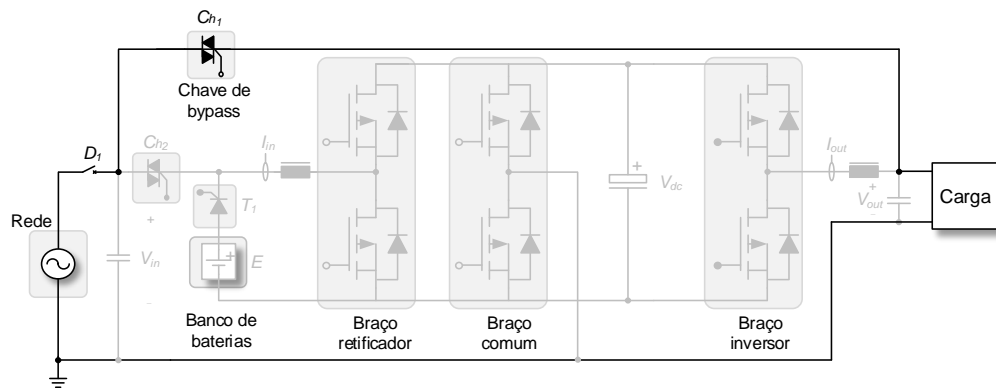 Ch1
Chave de
bypass
D1
Ch2
Iin
Iout
T1
Vdc
Vout
Carga
Rede
Vin
E
Banco de
baterias
Braço
retificador
Braço
comum
Braço
inversor